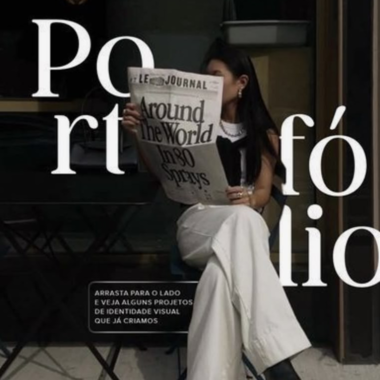 Po
rt fó
lio
LE JOURNAL
Around
The World
In 80
Sprays
ARRASTA PARA O LADO
E VEJA ALGUNS PROJETOS
DE IDENTIDADE VISUAL
QUE JÁ CRIAMOS